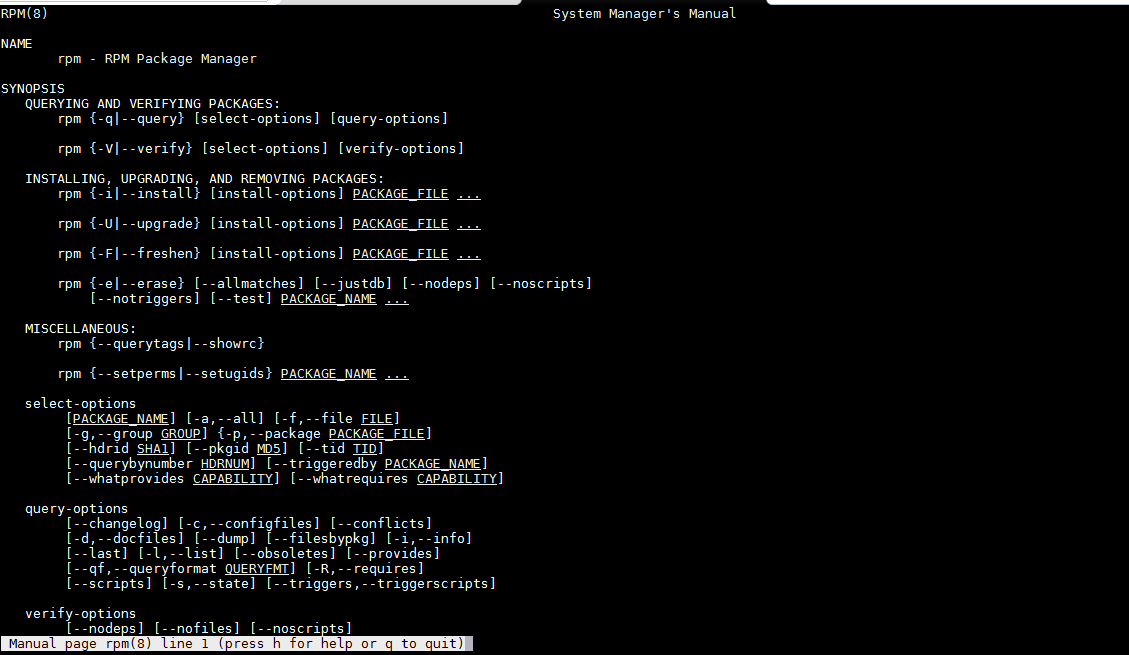 RPM(8) System Manager's Manual
NAME
rpm - RPM Package Manager
SYNOPSIS
QUERYING AND VERIFYING PACKAGES:
rpm {-q|--query} [select-options] [query-options]
rpm {-V|--verify} [select-options] [verify-options]
INSTALLING, UPGRADING, AND REMOVING PACKAGES:
rpm {-i|--install} [install-options] PACKAGE_FILE ...
rpm {-U|--upgrade} [install-options] PACKAGE_FILE ...
rpm {-F|--freshen} [install-options] PACKAGE_FILE ...
rpm {-e|--erase} [--allmatches] [--justdb] [--nodeps] [--noscripts]
[--notriggers] [--test] PACKAGE_NAME ...
MISCELLANEOUS:
rpm {--querytags|--showrc}
rpm {--setperms|--setugids} PACKAGE_NAME ...
select-options
[PACKAGE_NAME] [-a,--all] [-f,--file FILE]
[-g,--group GROUP] {-p,--package PACKAGE_FILE]
[--hdrid SHA1] [--pkgid MD5] [--tid TID]
[--querybynumber HDRNUM] [--triggeredby PACKAGE_NAME]
[--whatprovides CAPABILITY] [--whatrequires CAPABILITY]
query-options
[--changelog] [-c,--configfiles] [--conflicts]
[-d,--docfiles] [--dump] [--filesbypkg] [-i,--info]
[--last] [-l,--list] [--obsoletes] [--provides]
[--qf,--queryformat QUERYFMT] [-R,--requires]
[--scripts] [-s,--state] [--triggers,--triggerscripts]
verify-options
[--nodeps] [--nofiles] [--noscripts]
Manual page rpm(8) line 1 (press h for help or q to quit)